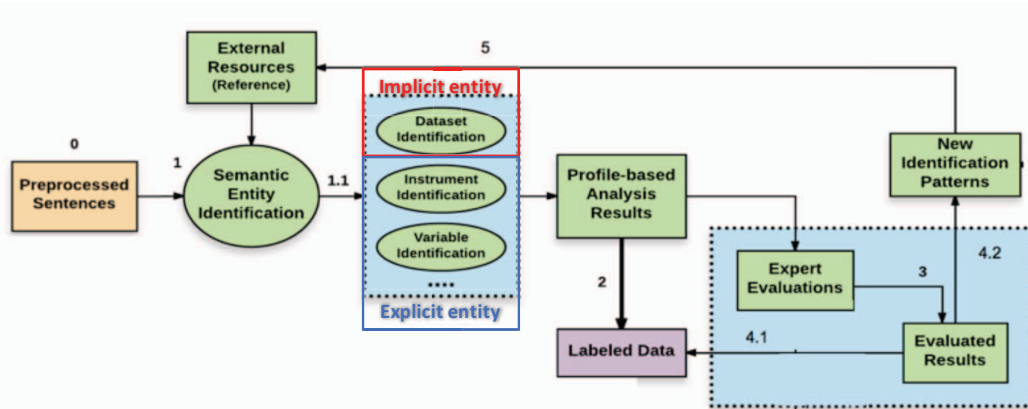 5
External
Resources
(Reference)
Implicit entity
Dataset
Identification
0
1
Preprocessed
Sentences
Semantic
Entity
Identification
1.1
Instrument
Identification
Variable
Identification
....
Explicit entity
Profile-based
Analysis
Results
2
Labeled Data
New
Identification
Patterns
4.2
Expert
Evaluations
3
4.1
Evaluated
Results